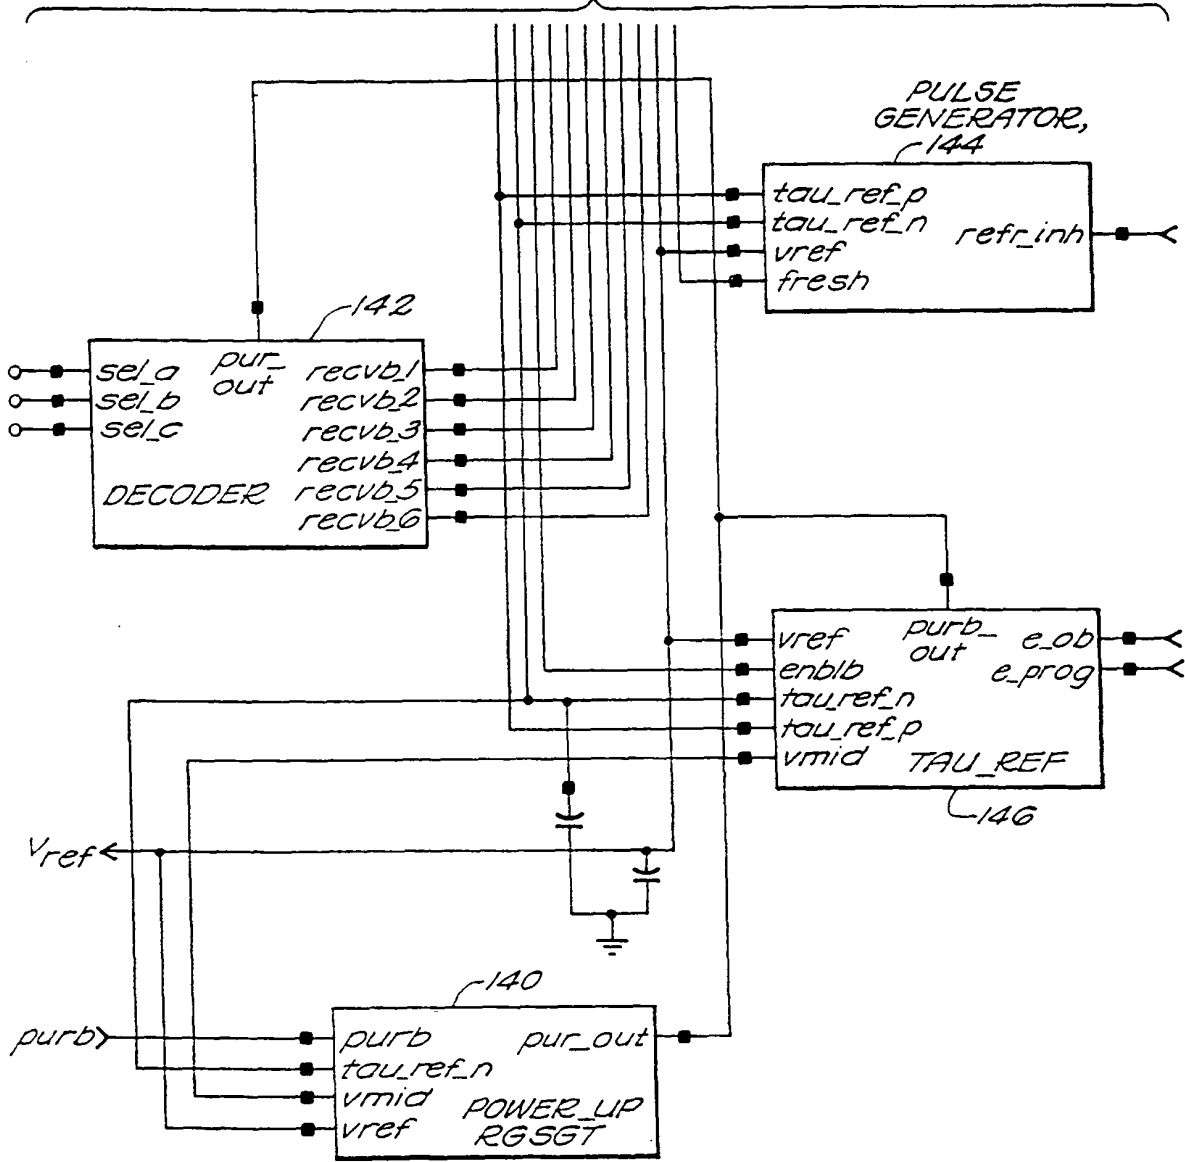 PULSE
GENERATOR,
144
tau_ref_p
tau_ref_n
vref
fresh
refr_inh
142
sel_a
sel_b
sel_c
pur_
out
recvb_1
recvb_2
recvb_3
recvb_4
recvb_5
recvb_6
DECODER
purb_
out
vref
enblb
tau_ref_n
tau_ref_p
vmid
e_ob
e_prog
TAU_REF
146
Vref
140
purb
purb
tau_ref_n
vmid
vref
pur_out
POWER_UP
RGSGT